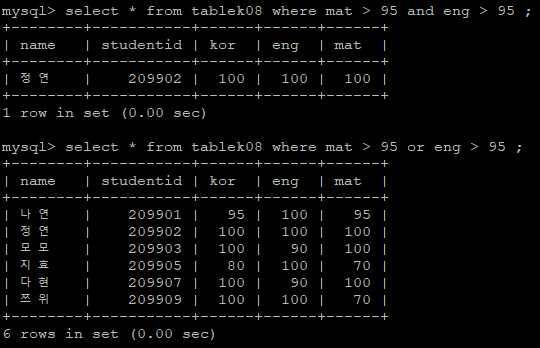 mysql> select * from tablek08 where mat > 95 and eng > 95 ;
+--------+-----------+------+------+------+
| name   | studentid | kor  | eng  | mat  |
+--------+-----------+------+------+------+
| 정연   |    209902 |  100 |  100 |  100 |
+--------+-----------+------+------+------+
1 row in set (0.00 sec)
mysql> select * from tablek08 where mat > 95 or eng > 95 ;
+--------+-----------+------+------+------+
| name   | studentid | kor  | eng  | mat  |
+--------+-----------+------+------+------+
| 나연   |    209901 |   95 |  100 |   95 |
| 정연   |    209902 |  100 |  100 |  100 |
| 모모   |    209903 |  100 |   90 |  100 |
| 지효   |    209905 |   80 |  100 |   70 |
| 다현   |    209907 |  100 |   90 |  100 |
| 쯔위   |    209909 |  100 |  100 |   70 |
+--------+-----------+------+------+------+
6 rows in set (0.00 sec)